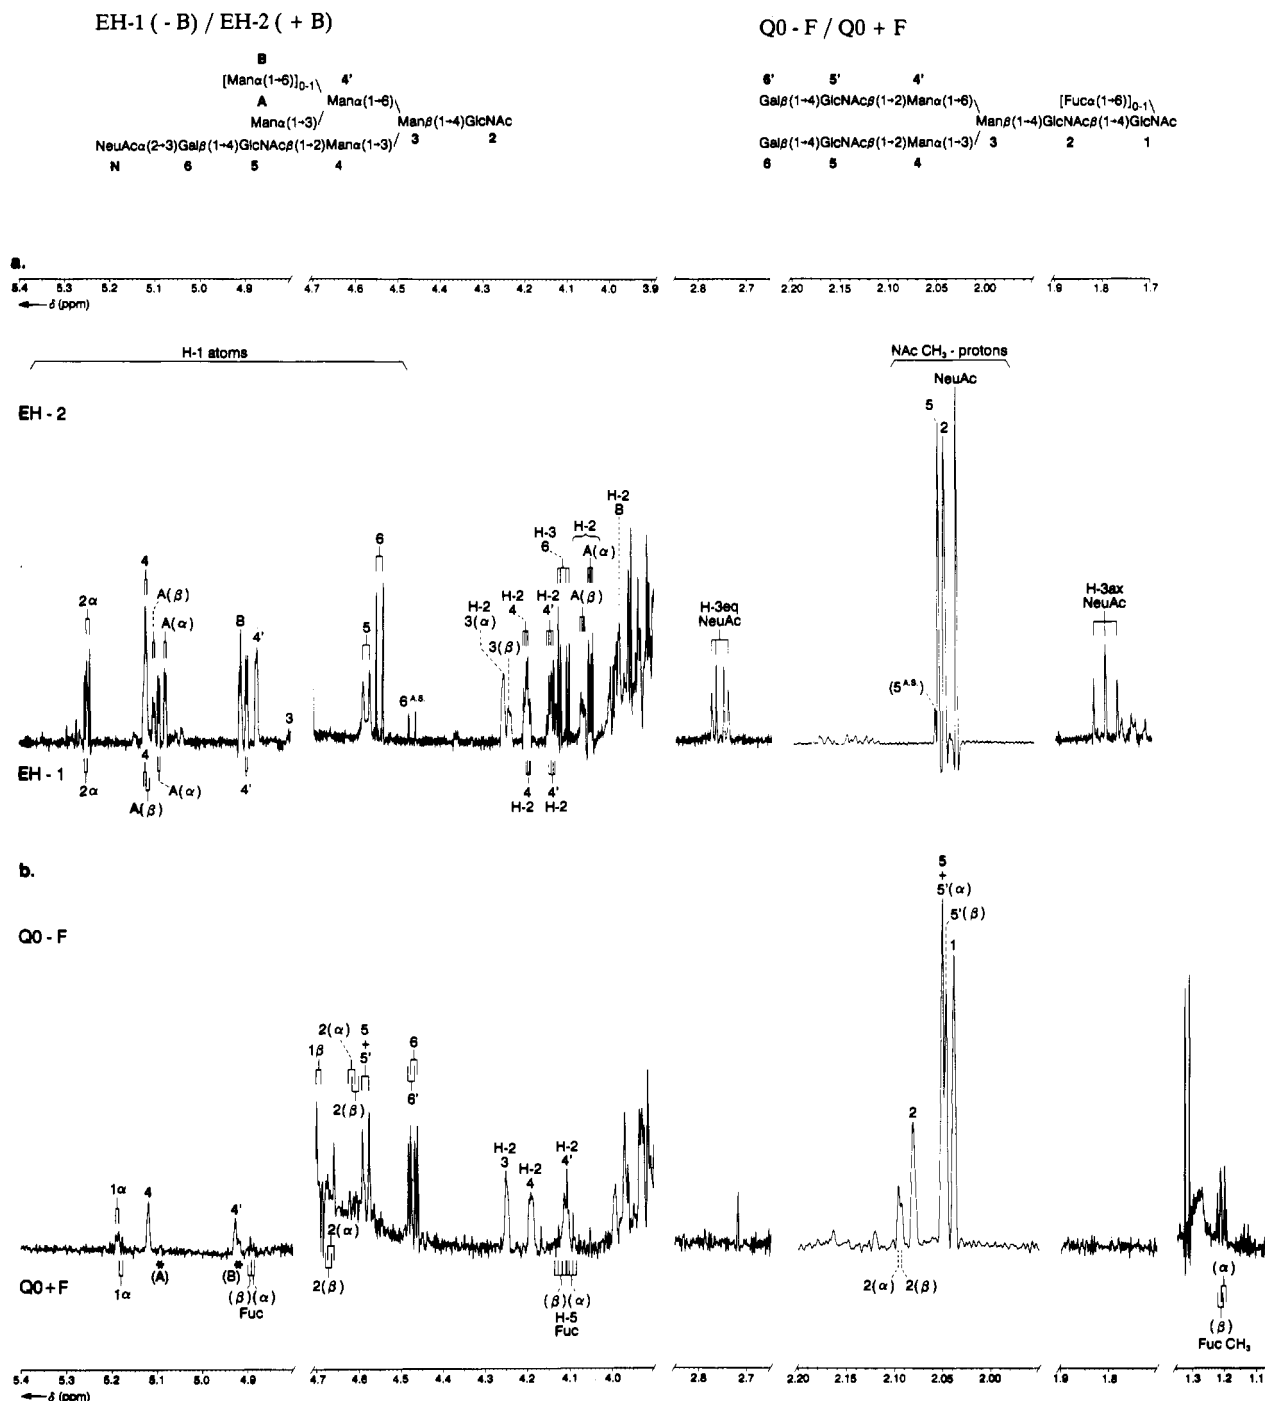 EH-1 ( - B) / EH-2 ( + B)
Q0 - F / Q0 + F
B
[Manα(1→6)]0-1
4'
A
Manα(1→6)
Manα(1→3)
Manβ(1→4)GlcNAc
3 2
NeuAcα(2→3)Galβ(1→4)GlcNAcβ(1→2)Manα(1→3)
N 6 5 4
6' 5' 4'
Galβ(1→4)GlcNAcβ(1→2)Manα(1→6)
[Fucα(1→6)]0-1
Manβ(1→4)GlcNAcβ(1→4)GlcNAc
3 2 1
Galβ(1→4)GlcNAcβ(1→2)Manα(1→3)
6 5 4
a.
5.4 5.3 5.2 5.1 5.0 4.9 4.7 4.6 4.5 4.4 4.3 4.2 4.1 4.0 3.9 2.8 2.7 2.20 2.15 2.10 2.05 2.00 1.9 1.8 1.7
δ (ppm)
H-1 atoms
NAc CH3 - protons
NeuAc
EH - 2
5
2
H-2
B
6
H-3
6
H-2
A(α)
4
A(β)
2α
A(α)
B
4'
5
H-2
3(α)
3(β)
H-2
4
H-2
4'
A(β)
H-3eq
NeuAc
H-3ax
NeuAc
6 A.S.
(5 A.S.)
3
EH - 1
2α
4
A(β)
A(α)
4'
4
H-2
4'
H-2
b.
Q0 - F
5
+
5'(α)
5'(β)
1
2(α)
1β
5
+
5'
2(β)
6
6'
2
H-2
3
H-2
4
H-2
4'
1α
4
4'
2(α)
2(β)
Q0+F
1α
*
(A)
*
(B)
(β)(α)
Fuc
(β)(α)
H-5
Fuc
2(α)
2(β)
(α)
(β)
Fuc CH3
5.4 5.3 5.2 5.1 5.0 4.9 4.7 4.6 4.5 4.4 4.3 4.2 4.1 4.0 2.8 2.7 2.20 2.15 2.10 2.05 2.00 1.9 1.8 1.3 1.2 1.1
δ (ppm)